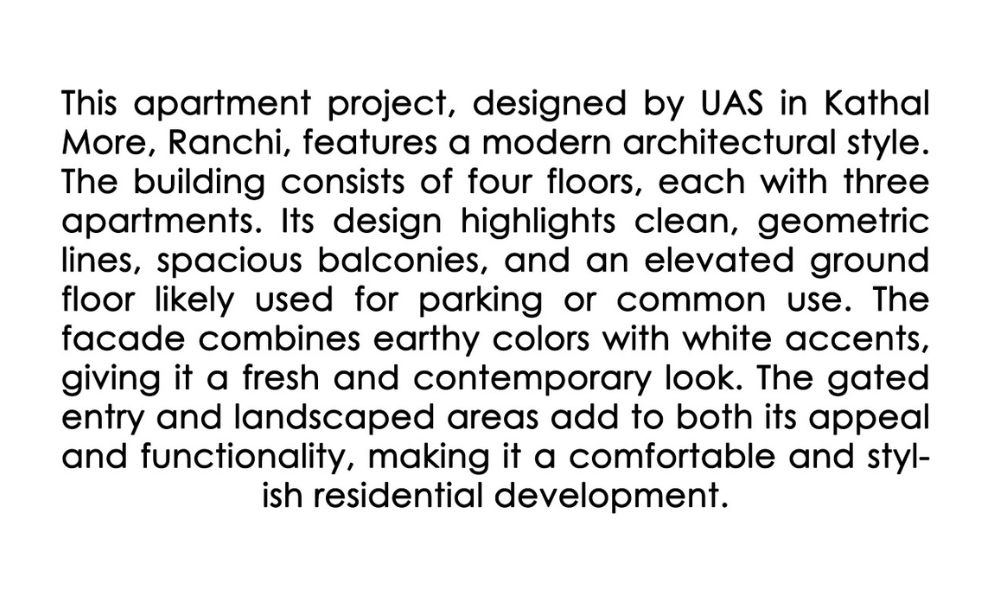 This apartment project, designed by UAS in Kathal
More, Ranchi, features a modern architectural style.
The building consists of four floors, each with three
apartments. Its design highlights clean, geometric
lines, spacious balconies, and an elevated ground
floor likely used for parking or common use. The
facade combines earthy colors with white accents,
giving it a fresh and contemporary look. The gated
entry and landscaped areas add to both its appeal
and functionality, making it a comfortable and styl-
ish residential development.